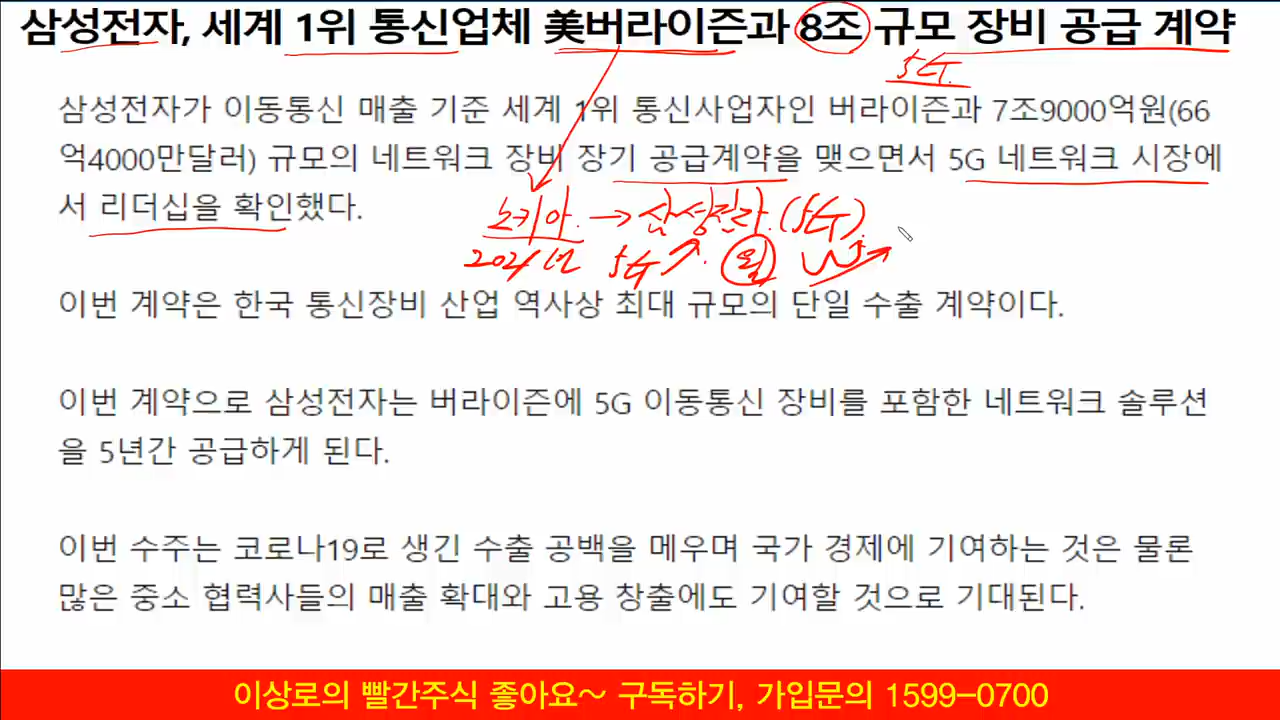 삼성전자, 세계 1위 통신업체 美버라이즌과 8조 규모 장비 공급 계약
5G
삼성전자가 이동통신 매출 기준 세계 1위 통신사업자인 버라이즌과 7조9000억원(66
억4000만달러) 규모의 네트워크 장비 장기 공급계약을 맺으면서 5G 네트워크 시장에
서 리더십을 확인했다.
노키아 → 삼성전자 (5G)
2021년 5G
이번 계약은 한국 통신장비 산업 역사상 최대 규모의 단일 수출 계약이다.
이번 계약으로 삼성전자는 버라이즌에 5G 이동통신 장비를 포함한 네트워크 솔루션
을 5년간 공급하게 된다.
이번 수주는 코로나19로 생긴 수출 공백을 메우며 국가 경제에 기여하는 것은 물론
많은 중소 협력사들의 매출 확대와 고용 창출에도 기여할 것으로 기대된다.
이상로의 빨간주식 좋아요~ 구독하기, 가입문의 1599-0700